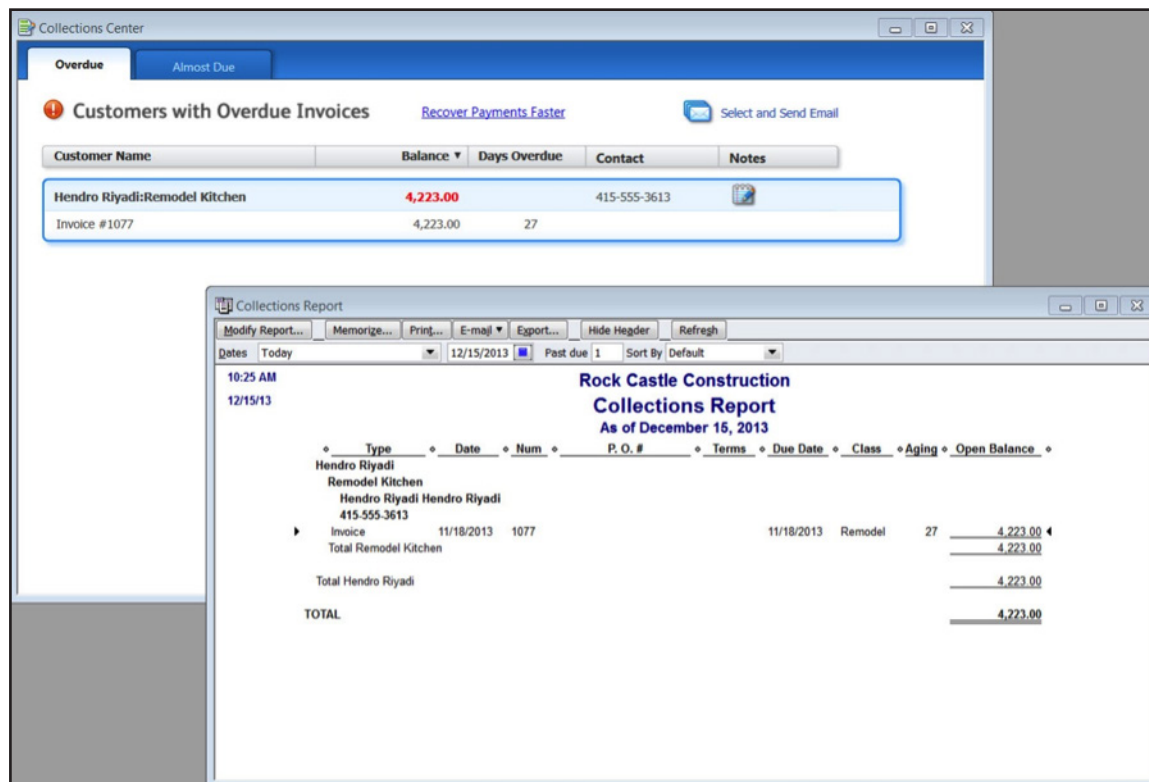 Collections Center
Overdue Almost Due
Customers with Overdue Invoices Recover Payments Faster Select and Send Email
Customer Name Balance Days Overdue Contact Notes
Hendro Riyadi:Remodel Kitchen 4,223.00 415-555-3613
Invoice #1077 4,223.00 27
Collections Report
Modify Report... Memorize... Print... E-mail Export... Hide Header Refresh
Dates Today 12/15/2013 Past due 1 Sort By Default
10:25 AM Rock Castle Construction
12/15/13 Collections Report
As of December 15, 2013
Type Date Num P. O. # Terms Due Date Class Aging Open Balance
Hendro Riyadi
Remodel Kitchen
Hendro Riyadi Hendro Riyadi
415-555-3613
Invoice 11/18/2013 1077 11/18/2013 Remodel 27 4,223.00
Total Remodel Kitchen 4,223.00
Total Hendro Riyadi 4,223.00
TOTAL 4,223.00